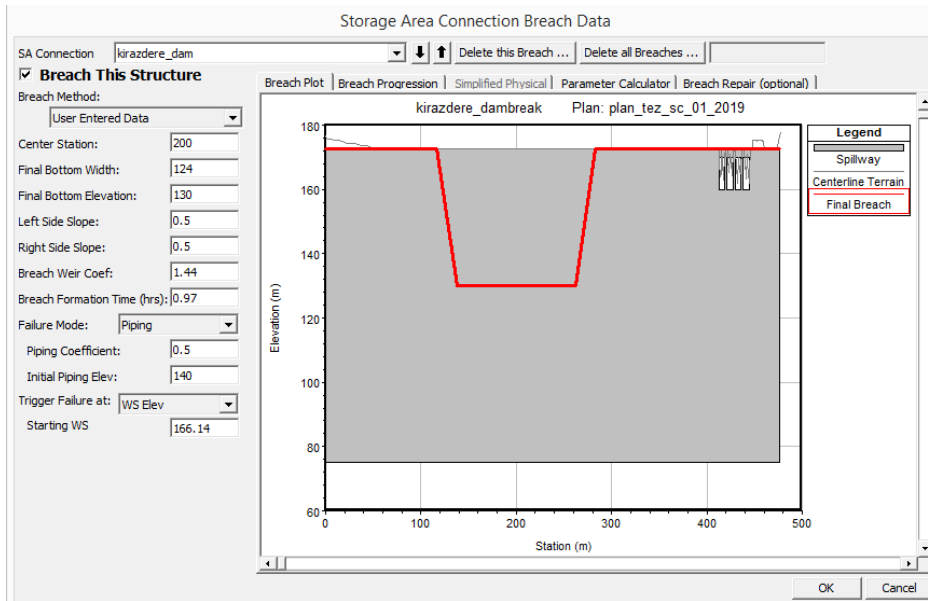 Storage Area Connection Breach Data
SA Connection kirazdere_dam Delete this Breach ... Delete all Breaches ...
Breach This Structure
Breach Method:
User Entered Data
Center Station: 200
Final Bottom Width: 124
Final Bottom Elevation: 130
Left Side Slope: 0.5
Right Side Slope: 0.5
Breach Weir Coef: 1.44
Breach Formation Time (hrs): 0.97
Failure Mode: Piping
Piping Coefficient: 0.5
Initial Piping Elev: 140
Trigger Failure at: WS Elev
Starting WS 166.14
Breach Plot Breach Progression Simplified Physical Parameter Calculator Breach Repair (optional)
kirazdere_dambreak Plan: plan_tez_sc_01_2019
180
160
140
120
100
80
60
Elevation (m)
0 100 200 300 400 500
Station (m)
Legend
Spillway
Centerline Terrain
Final Breach
OK Cancel